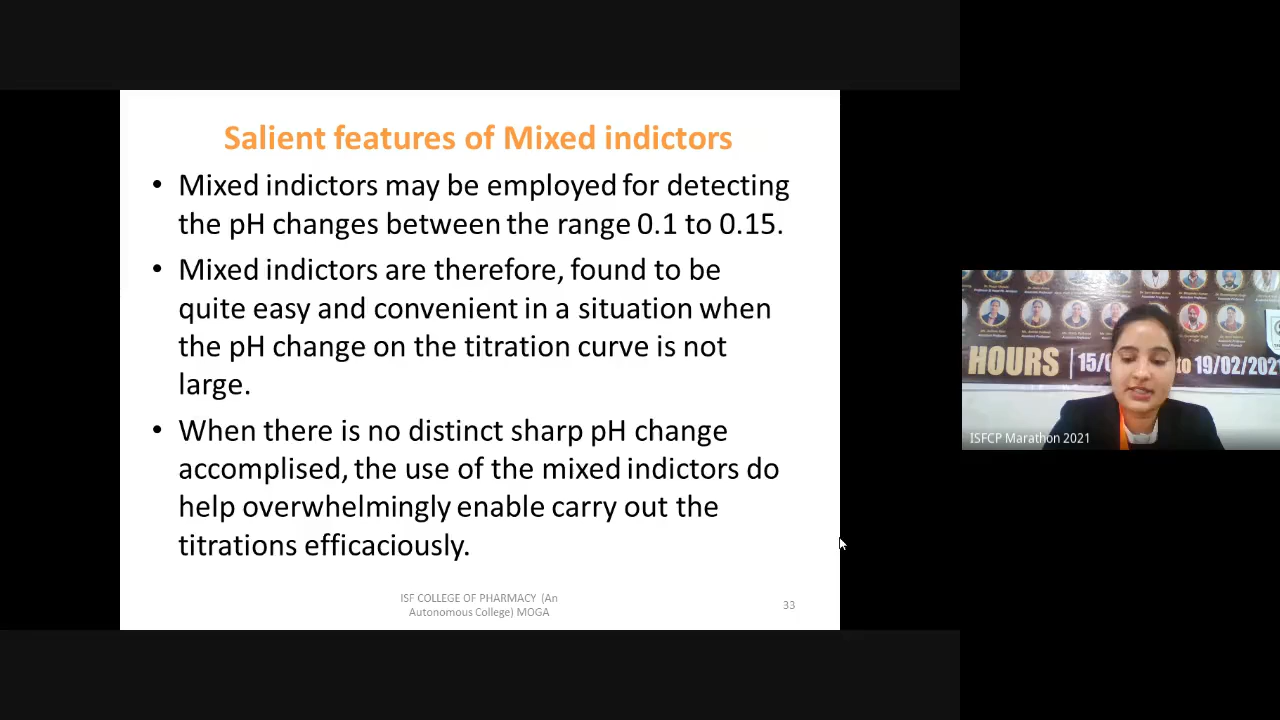 Salient features of Mixed indictors
• Mixed indictors may be employed for detecting
the pH changes between the range 0.1 to 0.15.
• Mixed indictors are therefore, found to be
quite easy and convenient in a situation when
the pH change on the titration curve is not
large.
• When there is no distinct sharp pH change
accomplised, the use of the mixed indictors do
help overwhelmingly enable carry out the
titrations efficaciously.
ISF COLLEGE OF PHARMACY (An
Autonomous College) MOGA
33
HOURS 15/0 to 19/02/202
ISFCP Marathon 2021